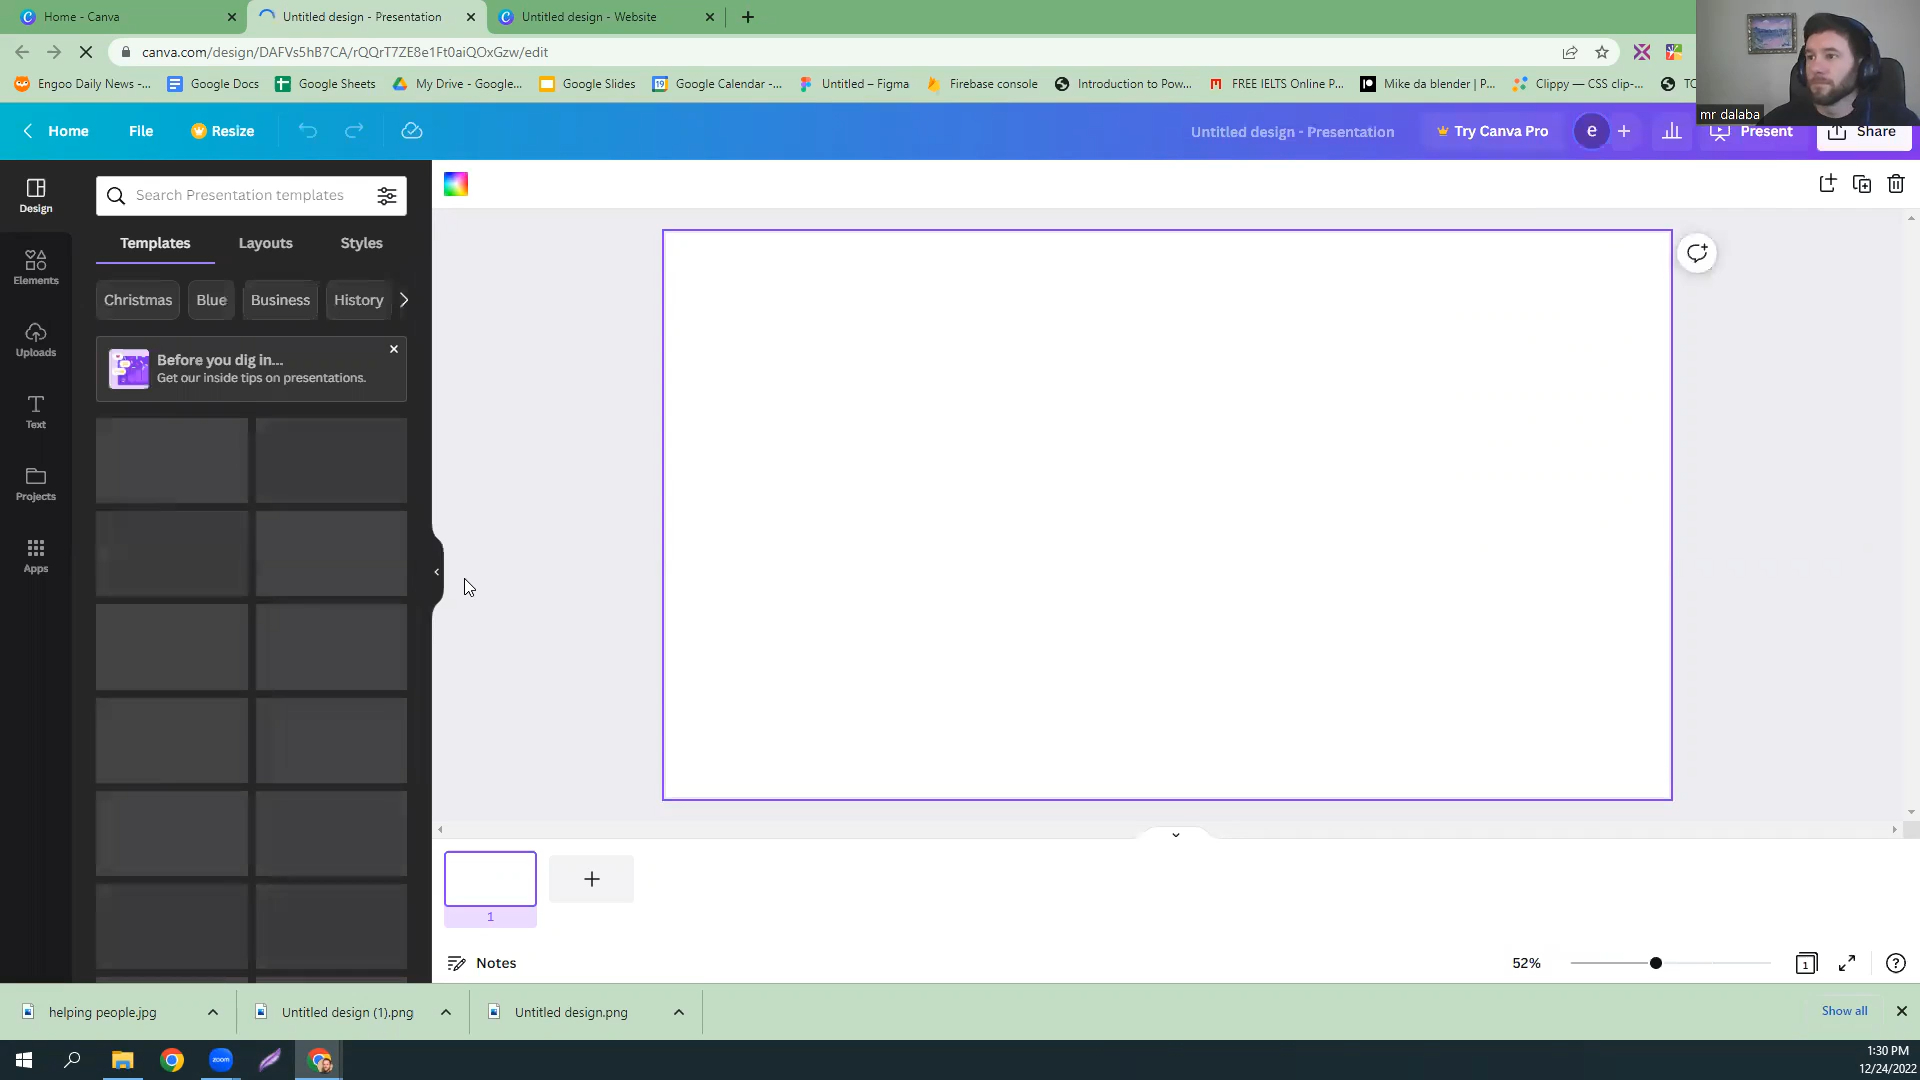 Home - Canva
Untitled design - Presentation
Untitled design - Website
canva.com/design/DAFVs5hB7CA/rQQrT7ZE8e1Ft0aiQOxGzw/edit
Engoo Daily News -...
Google Docs
Google Sheets
My Drive - Google...
Google Slides
Google Calendar -...
Untitled – Figma
Firebase console
Introduction to Pow...
FREE IELTS Online P...
Mike da blender | P...
Clippy — CSS clip-...
TC
mr dalaba
Home
File
Resize
Untitled design - Presentation
Try Canva Pro
e
Present
Share
Design
Elements
Uploads
Text
Projects
Apps
Search Presentation templates
Templates
Layouts
Styles
Christmas
Blue
Business
History
Before you dig in...
Get our inside tips on presentations.
1
Notes
52%
1
helping people.jpg
Untitled design (1).png
Untitled design.png
Show all
zoom
1:30 PM
12/24/2022